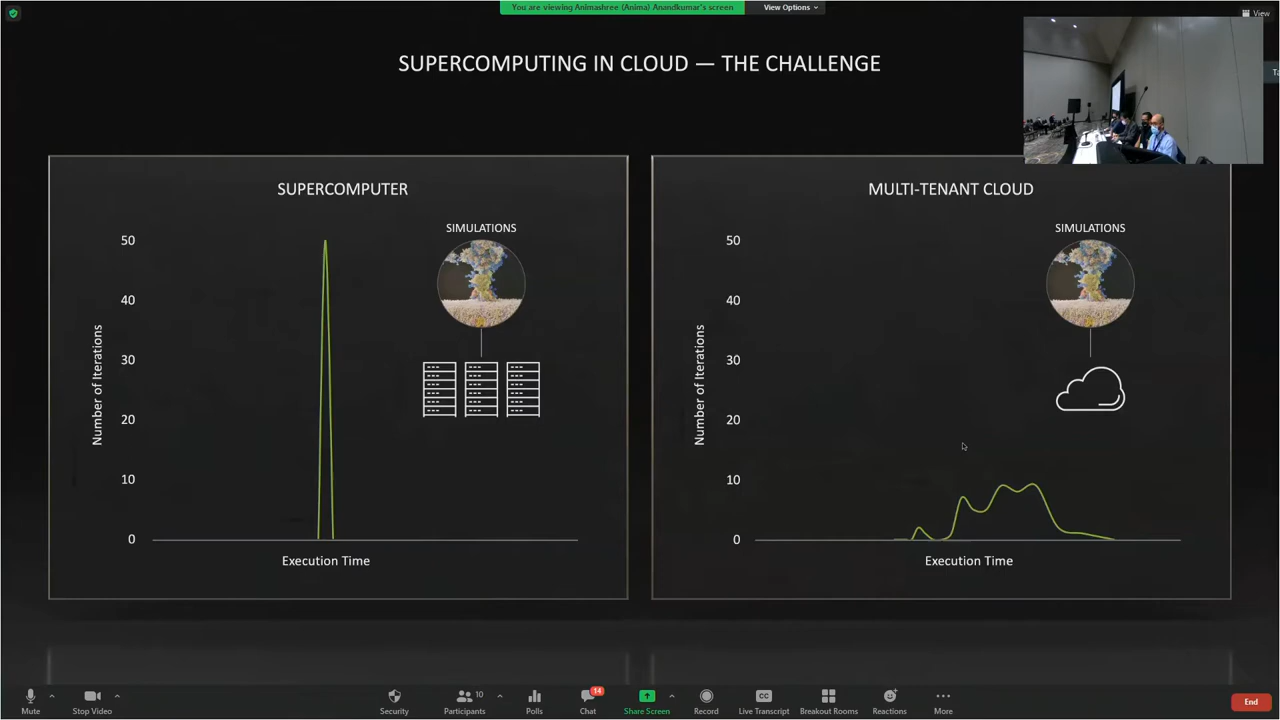 You are viewing Animashree (Anima) Anandkumar's screen
View Options
View
SUPERCOMPUTING IN CLOUD — THE CHALLENGE
SUPERCOMPUTER
SIMULATIONS
50
40
30
20
10
0
Number of Iterations
Execution Time
MULTI-TENANT CLOUD
SIMULATIONS
50
40
30
20
10
0
Number of Iterations
Execution Time
Mute
Stop Video
Security
Participants
10
Polls
Chat
14
Share Screen
Record
CC
Live Transcript
Breakout Rooms
Reactions
More
End